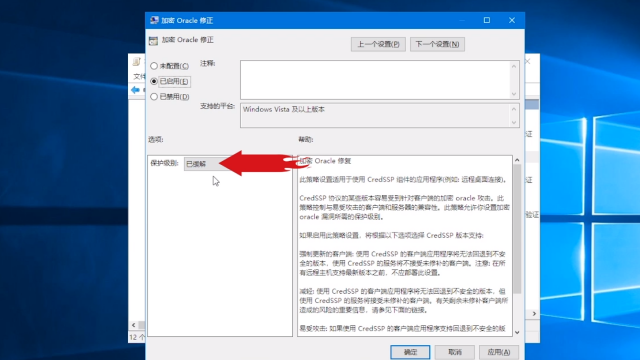 加密 Oracle 修正
加密 Oracle 修正
上一个设置(P)
下一个设置(N)
未配置(C)
注释:
已启用(E)
已禁用(D)
支持的平台:
Windows Vista 及以上版本
选项:
帮助:
保护级别:
已缓解
加密 Oracle 修复
此策略设置适用于使用 CredSSP 组件的应用程序(例如: 远程桌面连接)。
CredSSP 协议的某些版本容易受到针对客户端的加密 oracle 攻击。此
策略控制与易受攻击的客户端和服务器的兼容性。此策略允许你设置加密
oracle 漏洞所需的保护级别。
如果启用此策略设置，将根据以下选项选择 CredSSP 版本支持:
强制更新的客户端: 使用 CredSSP 的客户端应用程序将无法回退到不安
全的版本，使用 CredSSP 的服务将不接受未修补的客户端。注意: 在所
有远程主机支持最新版本之前，不应部署此设置。
减轻: 使用 CredSSP 的客户端应用程序将无法回退到不安全的版本，但
使用 CredSSP 的服务将接受未修补的客户端。有关剩余未修补客户端所
造成的风险的重要信息，请参见下面的链接。
易受攻击: 如果使用 CredSSP 的客户端应用程序支持回退到不安全的版
确定
取消
应用(A)
文件
验证
12 个